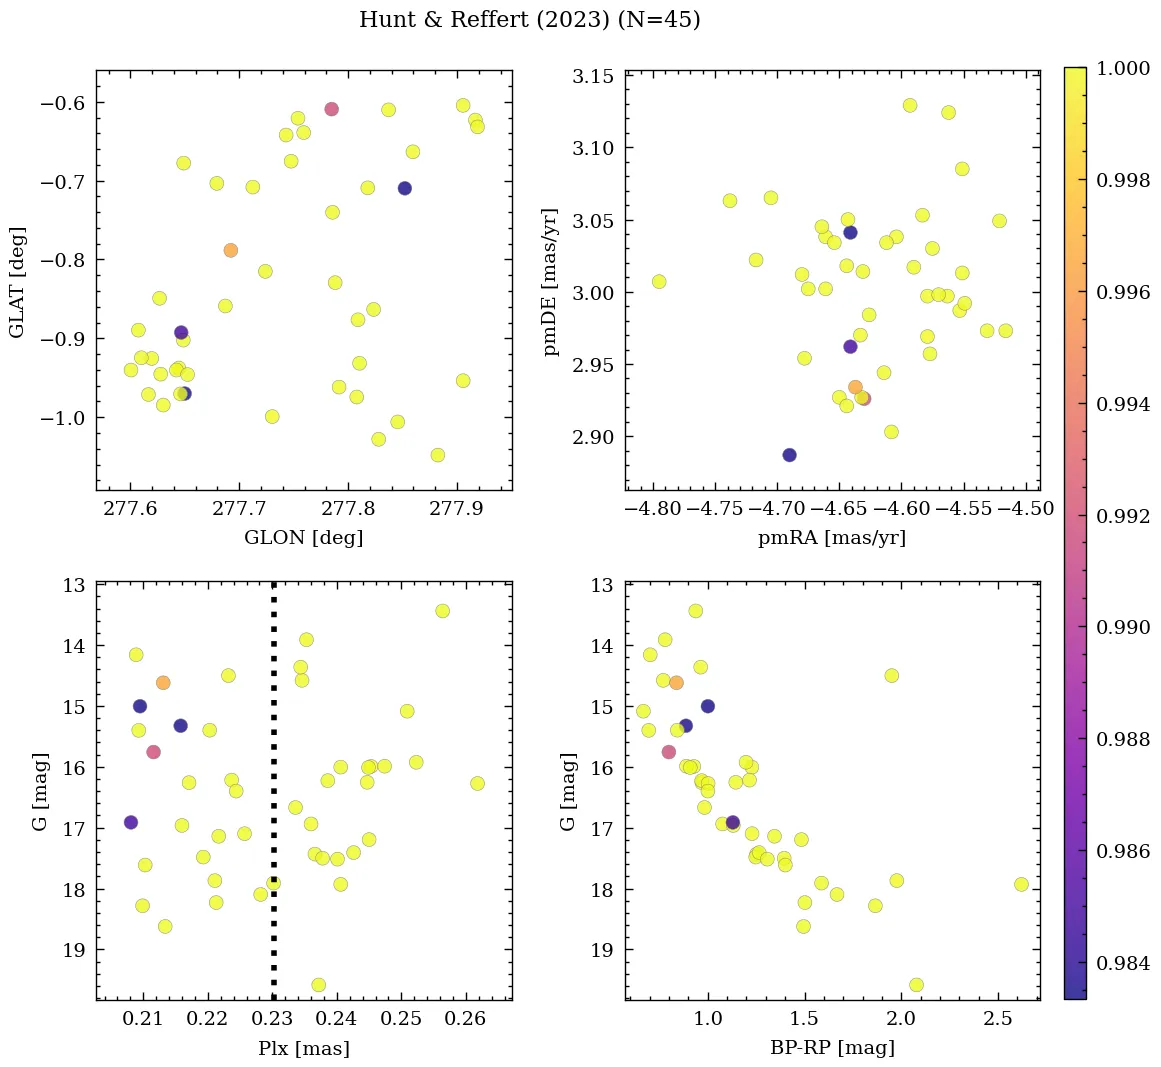 Hunt & Reffert (2023) (N=45)
−0.6
−0.7
−0.8
−0.9
−1.0
GLAT [deg]
277.6 277.7 277.8 277.9
GLON [deg]
3.15
3.10
3.05
3.00
2.95
2.90
pmDE [mas/yr]
−4.80 −4.75 −4.70 −4.65 −4.60 −4.55 −4.50
pmRA [mas/yr]
13
14
15
16
17
18
19
G [mag]
0.21 0.22 0.23 0.24 0.25 0.26
Plx [mas]
13
14
15
16
17
18
19
G [mag]
1.0 1.5 2.0 2.5
BP-RP [mag]
1.000
0.998
0.996
0.994
0.992
0.990
0.988
0.986
0.984